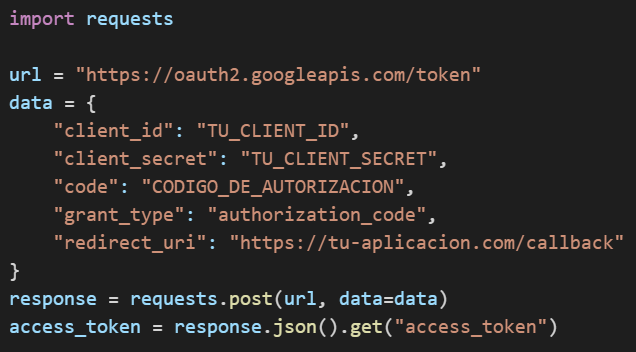 import requests

url = "https://oauth2.googleapis.com/token"
data = {
    "client_id": "TU_CLIENT_ID",
    "client_secret": "TU_CLIENT_SECRET",
    "code": "CODIGO_DE_AUTORIZACION",
    "grant_type": "authorization_code",
    "redirect_uri": "https://tu-aplicacion.com/callback"
}
response = requests.post(url, data=data)
access_token = response.json().get("access_token")